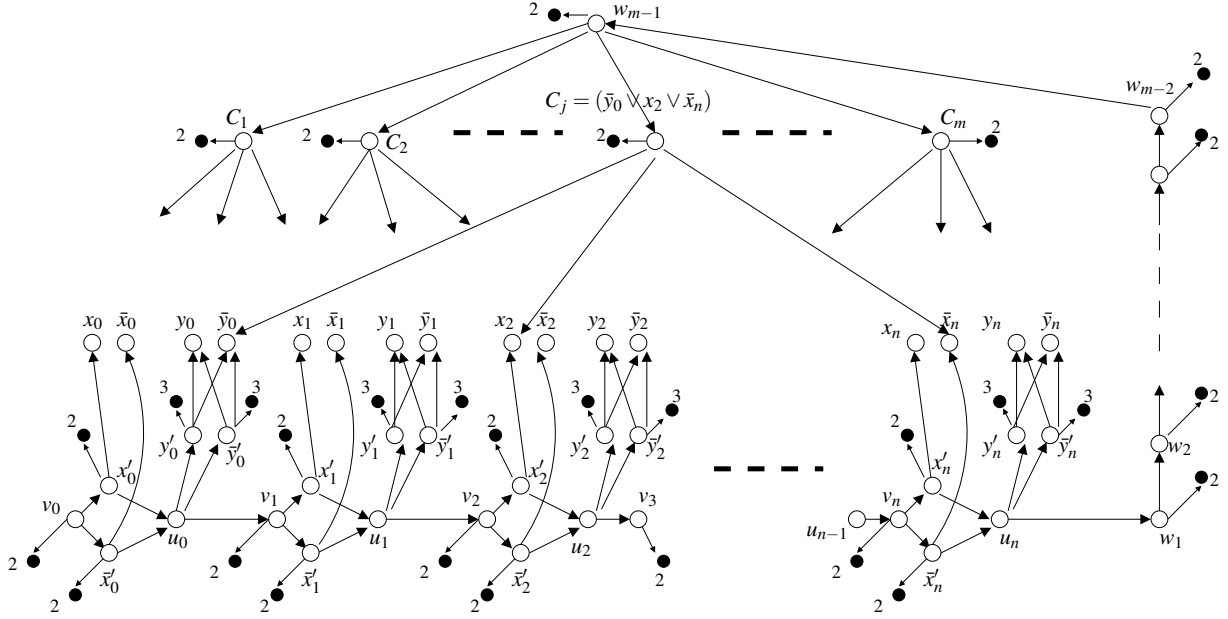 2 w_{m-1}
2
w_{m-2}
C_j = (ȳ_0 ∨ x_2 ∨ x̄_n)
C_1 C_m
2 2 C_2 2 2 2
x_0 x̄_0 y_0 ȳ_0 x_1 x̄_1 y_1 ȳ_1 x_2 x̄_2 y_2 ȳ_2 x_n x̄_n y_n ȳ_n
3 3 3 3 3 3 3 3 2
2 2 2 2
y'_0 ȳ'_0 y'_1 ȳ'_1 y'_2 ȳ'_2 y'_n ȳ'_n w_2
x'_0 x'_1 x'_2 x'_n 2
v_0 v_1 v_2 v_3 v_n
u_0 u_1 u_2 u_{n-1} u_n w_1
2 2 2 2 2
x̄'_0 x̄'_1 x̄'_2 x̄'_n
2 2 2 2